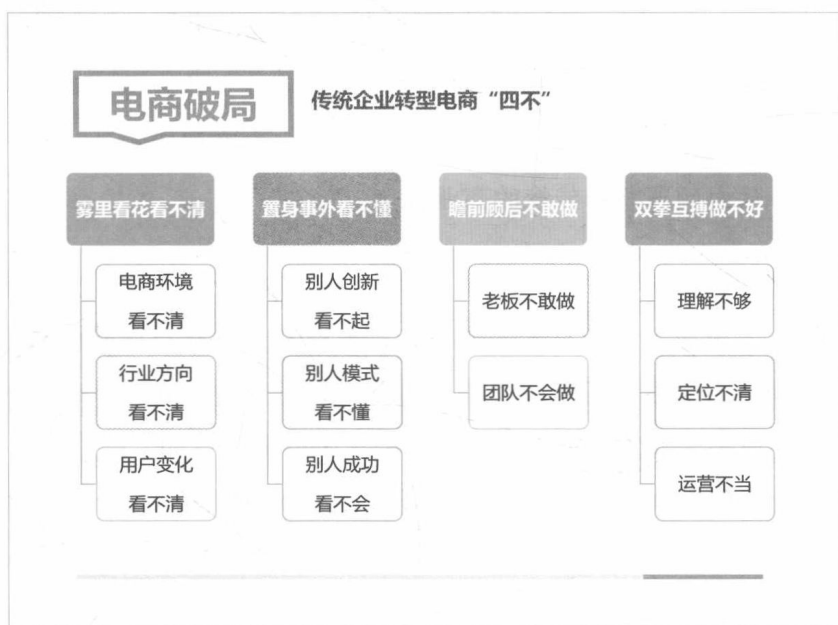 电商破局
传统企业转型电商“四不”
雾里看花看不清
电商环境
看不清
行业方向
看不清
用户变化
看不清
置身事外看不懂
别人创新
看不起
别人模式
看不懂
别人成功
看不会
瞻前顾后不敢做
老板不敢做
团队不会做
双拳互搏做不好
理解不够
定位不清
运营不当